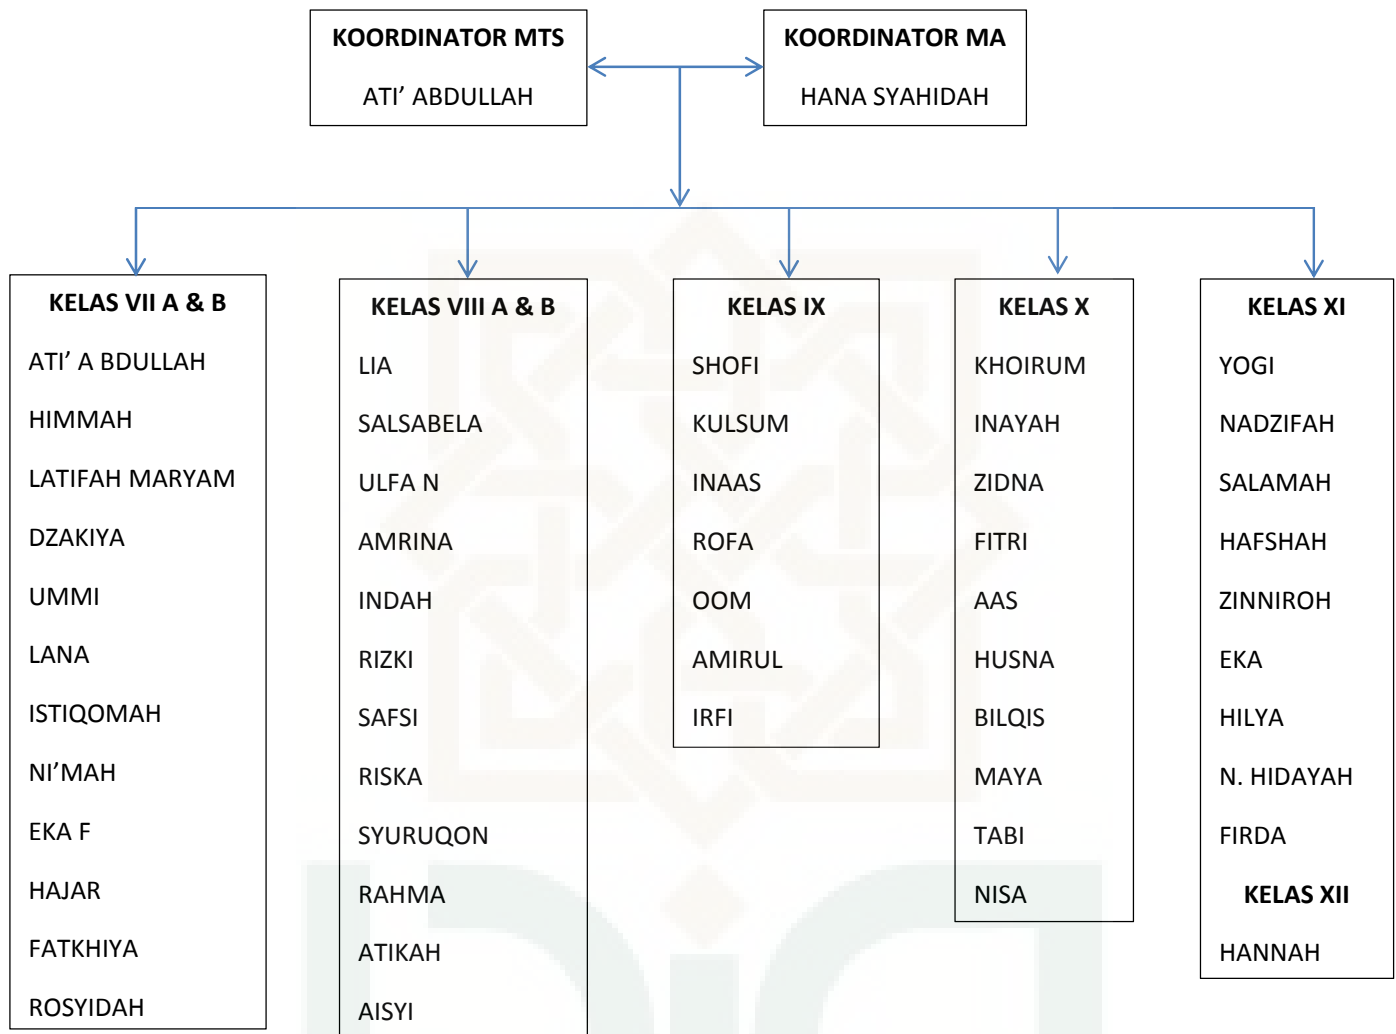 KOORDINATOR MTS
ATI’ ABDULLAH
KOORDINATOR MA
HANA SYAHIDAH
KELAS VII A & B
ATI’ A BDULLAH
HIMMAH
LATIFAH MARYAM
DZAKIYA
UMMI
LANA
ISTIQOMAH
NI’MAH
EKA F
HAJAR
FATKHIYA
ROSYIDAH
KELAS VIII A & B
LIA
SALSABELA
ULFA N
AMRINA
INDAH
RIZKI
SAFSI
RISKA
SYURUQON
RAHMA
ATIKAH
AISYI
KELAS IX
SHOFI
KULSUM
INAAS
ROFA
OOM
AMIRUL
IRFI
KELAS X
KHOIRUM
INAYAH
ZIDNA
FITRI
AAS
HUSNA
BILQIS
MAYA
TABI
NISA
KELAS XI
YOGI
NADZIFAH
SALAMAH
HAFSHAH
ZINNIROH
EKA
HILYA
N. HIDAYAH
FIRDA
KELAS XII
HANNAH